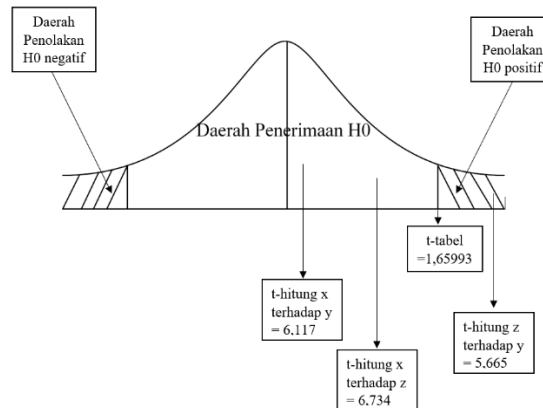 Daerah
Penolakan
H0 negatif
Daerah
Penolakan
H0 positif
Daerah Penerimaan H0
t-tabel
=1,65993
t-hitung x
terhadap y
= 6,117
t-hitung x
terhadap z
= 6,734
t-hitung z
terhadap y
= 5,665